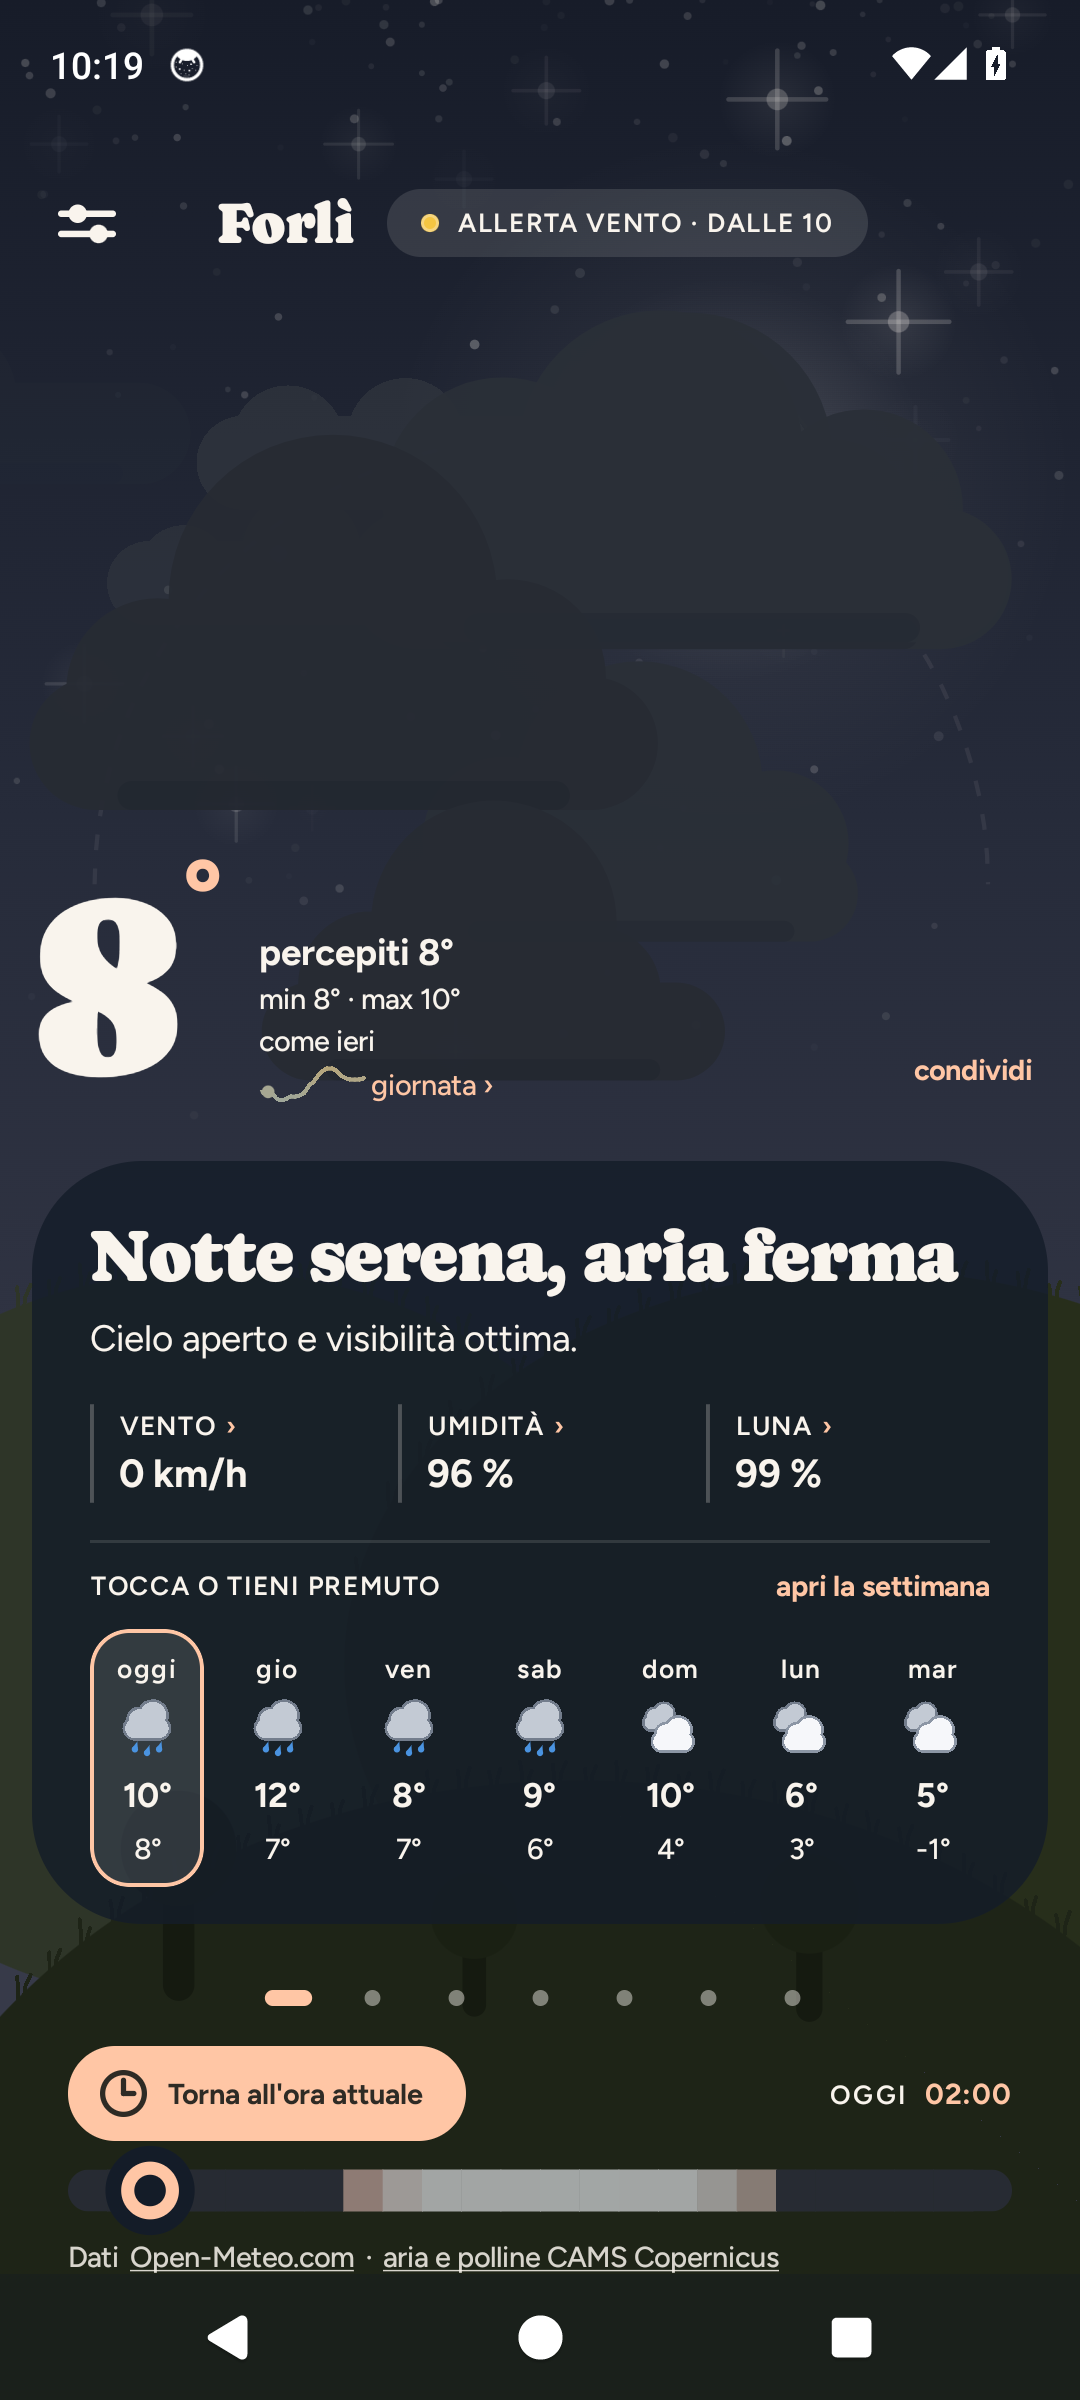 10:19
Forlì
ALLERTA VENTO · DALLE 10
8°
percepiti 8°
min 8° · max 10°
come ieri
giornata ›
condividi
Notte serena, aria ferma
Cielo aperto e visibilità ottima.
VENTO › UMIDITÀ › LUNA ›
0 km/h 96 % 99 %
TOCCA O TIENI PREMUTO apri la settimana
oggi gio ven sab dom lun mar
10° 12° 8° 9° 10° 6° 5°
8° 7° 7° 6° 4° 3° -1°
Torna all'ora attuale OGGI 02:00
Dati Open-Meteo.com · aria e polline CAMS Copernicus